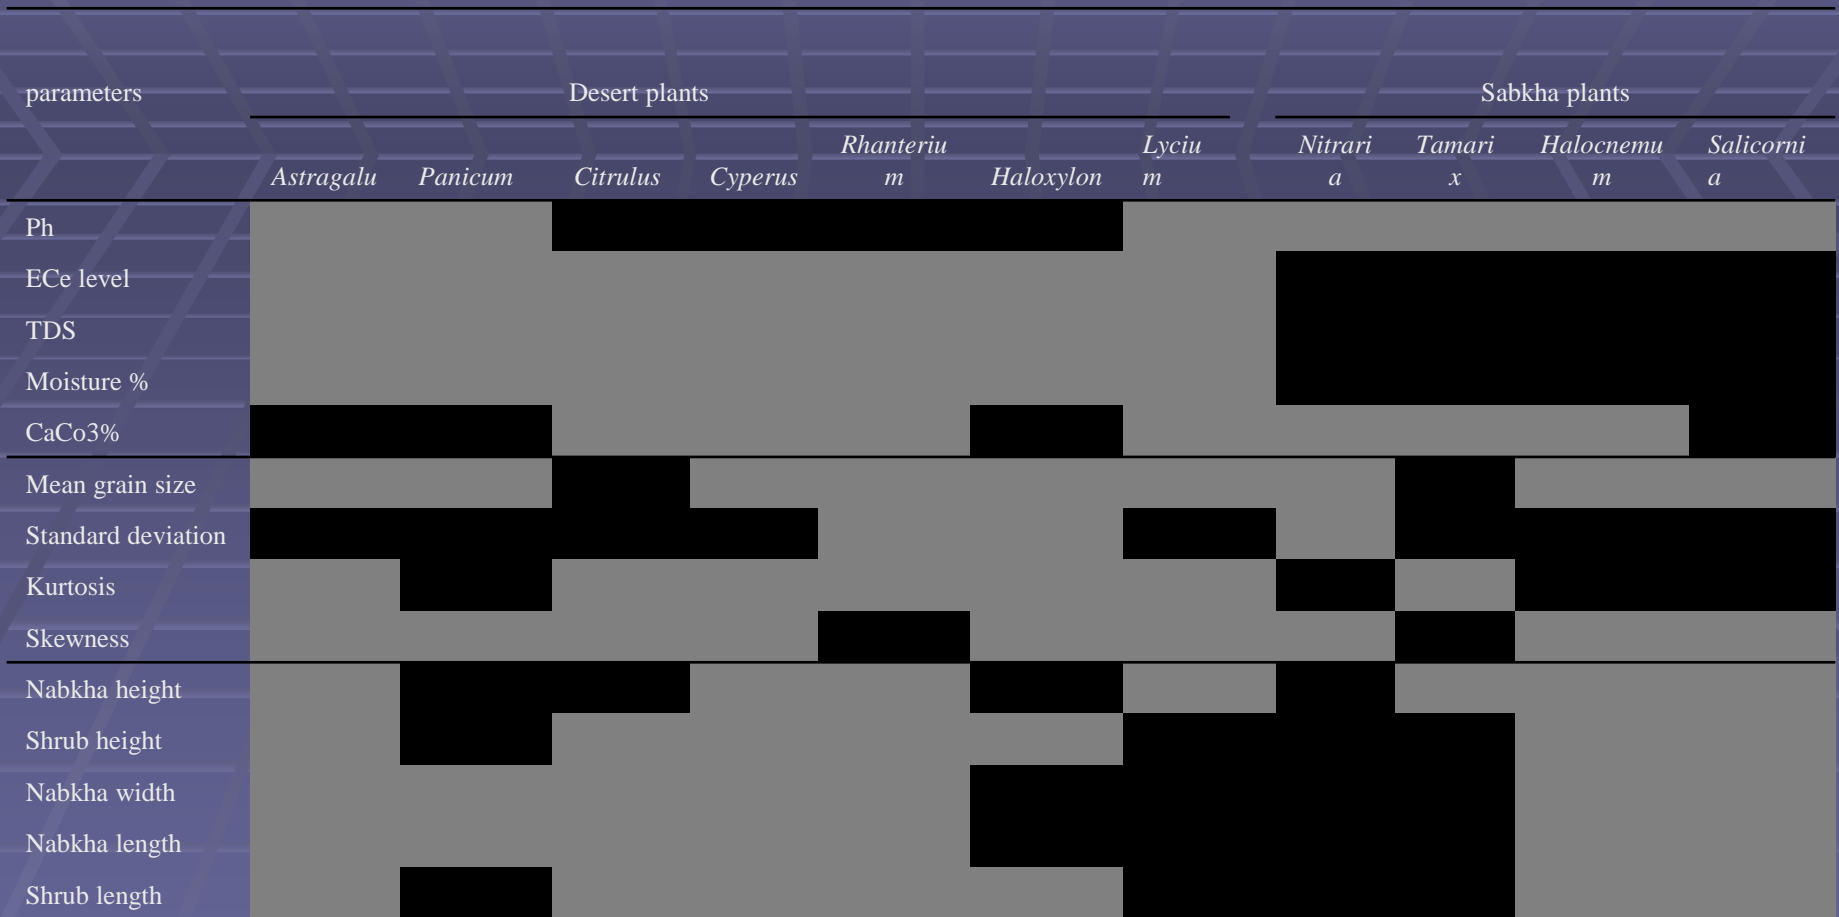 parameters Desert plants Sabkha plants
Rhanteriu Lyciu Nitrari Tamari Halocnemu Salicorni
Astragalu Panicum Citrulus Cyperus m Haloxylon m a x m a
Ph
ECe level
TDS
Moisture %
CaCo3%
Mean grain size
Standard deviation
Kurtosis
Skewness
Nabkha height
Shrub height
Nabkha width
Nabkha length
Shrub length